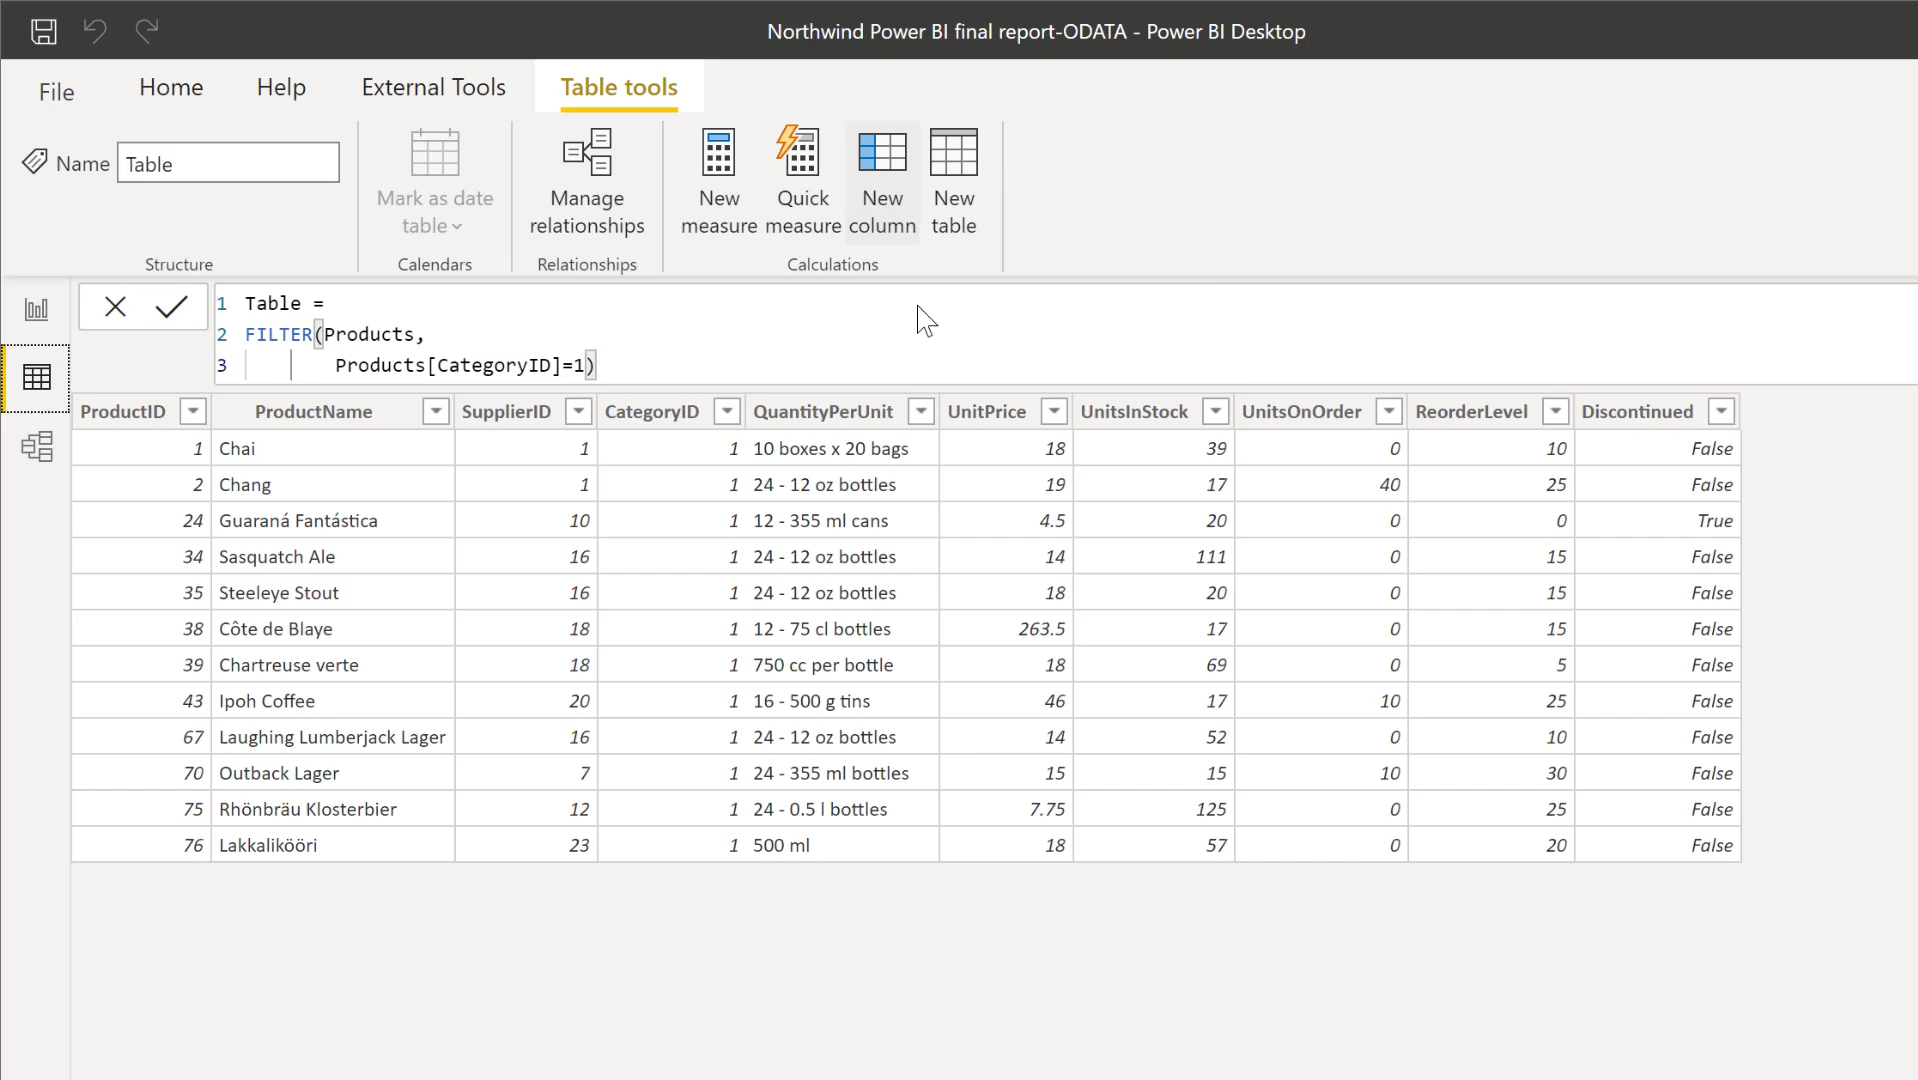 Northwind Power BI final report-ODATA - Power BI Desktop
File Home Help External Tools Table tools
Name Table
Mark as date table
Manage relationships
New measure
Quick measure
New column
New table
Structure Calendars Relationships Calculations
1 Table =
2 FILTER(Products,
3 Products[CategoryID]=1)
ProductID ProductName SupplierID CategoryID QuantityPerUnit UnitPrice UnitsInStock UnitsOnOrder ReorderLevel Discontinued
1 Chai 1 1 10 boxes x 20 bags 18 39 0 10 False
2 Chang 1 1 24 - 12 oz bottles 19 17 40 25 False
24 Guaraná Fantástica 10 1 12 - 355 ml cans 4.5 20 0 0 True
34 Sasquatch Ale 16 1 24 - 12 oz bottles 14 111 0 15 False
35 Steeleye Stout 16 1 24 - 12 oz bottles 18 20 0 15 False
38 Côte de Blaye 18 1 12 - 75 cl bottles 263.5 17 0 15 False
39 Chartreuse verte 18 1 750 cc per bottle 18 69 0 5 False
43 Ipoh Coffee 20 1 16 - 500 g tins 46 17 10 25 False
67 Laughing Lumberjack Lager 16 1 24 - 12 oz bottles 14 52 0 10 False
70 Outback Lager 7 1 24 - 355 ml bottles 15 15 10 30 False
75 Rhönbräu Klosterbier 12 1 24 - 0.5 l bottles 7.75 125 0 25 False
76 Lakkalikööri 23 1 500 ml 18 57 0 20 False